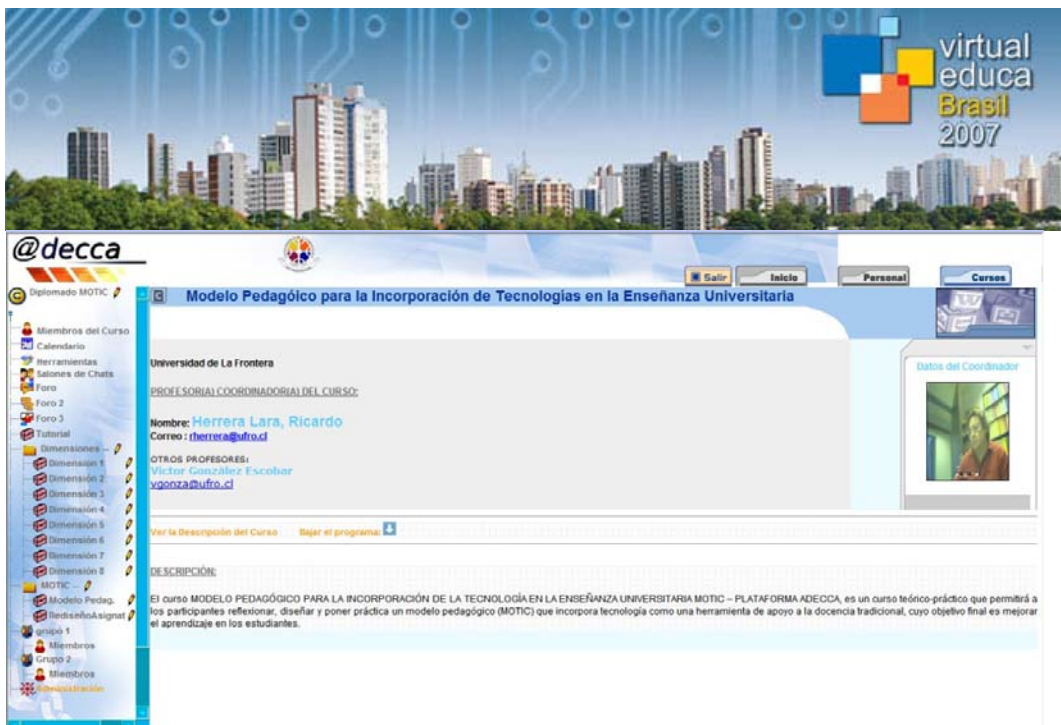 virtual
educa
Brasil
2007
@decca
Salir
Inicio
Personal
Cursos
Diplomado MOTIC
Modelo Pedagóico para la Incorporación de Tecnologías en la Enseñanza Universitaria
Miembros del Curso
Calendario
Herramientas
Salones de Chats
Foro
Foro 2
Foro 3
Tutorial
Dimensiones --
Dimensión 1
Dimensión 2
Dimensión 3
Dimensión 4
Dimensión 5
Dimensión 6
Dimensión 7
Dimensión 8
MOTIC --
Modelo Pedag.
RediseñoAsignat
grupo 1
Miembros
Grupo 2
Miembros
Administración
Universidad de La Frontera
PROFESOR(A) COORDINADOR(A) DEL CURSO:
Nombre: Herrera Lara, Ricardo
Correo : rherrera@ufro.cl
OTROS PROFESORES:
Victor González Escobar
vgonza@ufro.cl
Datos del Coordinador
Ver la Descripción del Curso Bajar el programa:
DESCRIPCIÓN:
El curso MODELO PEDAGÓGICO PARA LA INCORPORACIÓN DE LA TECNOLOGÍA EN LA ENSEÑANZA UNIVERSITARIA MOTIC – PLATAFORMA ADECCA, es un curso teórico-práctico que permitirá a
los participantes reflexionar, diseñar y poner práctica un modelo pedagógico (MOTIC) que incorpora tecnología como una herramienta de apoyo a la docencia tradicional, cuyo objetivo final es mejorar
el aprendizaje en los estudiantes.